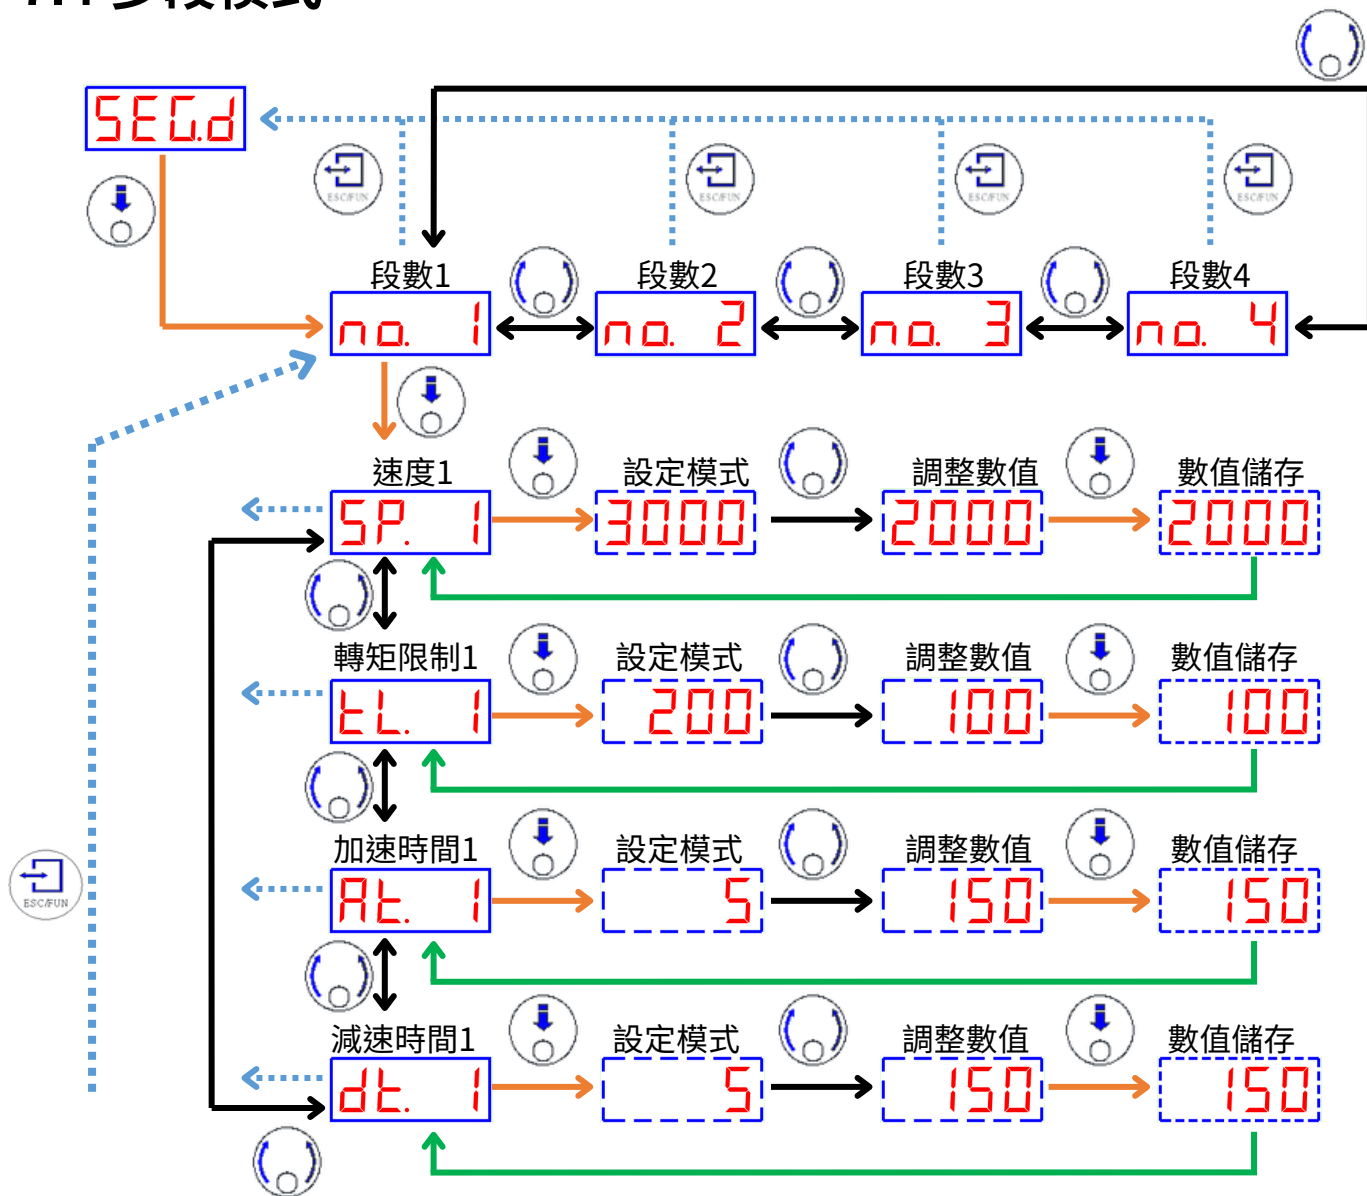 多段模式
SEG.d
ESC/FUN ESC/FUN ESC/FUN ESC/FUN
段數1 段數2 段數3 段數4
no. 1 no. 2 no. 3 no. 4
速度1 設定模式 調整數值 數值儲存
SP. 1 3000 2000 2000
轉矩限制1 設定模式 調整數值 數值儲存
tL. 1 200 100 100
加速時間1 設定模式 調整數值 數值儲存
At. 1 5 150 150
ESC/FUN
減速時間1 設定模式 調整數值 數值儲存
dt. 1 5 150 150